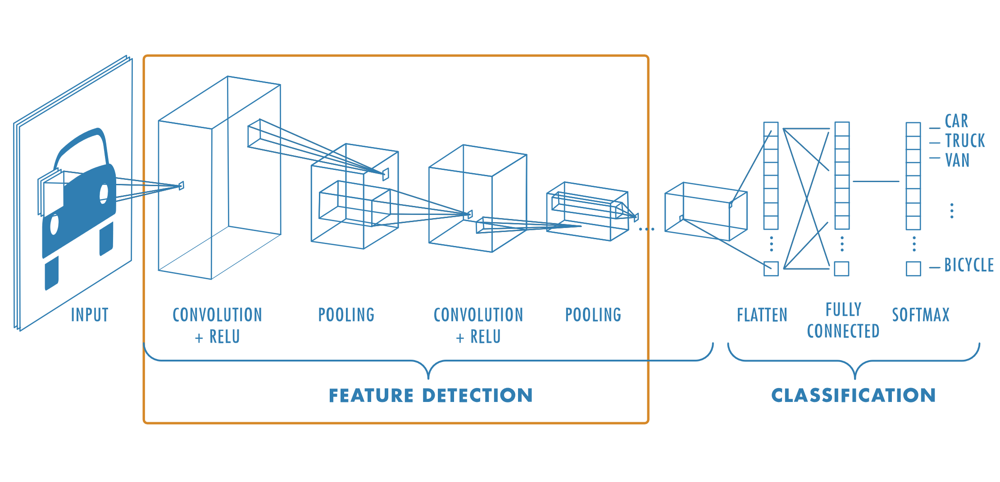 CAR
TRUCK
VAN
BICYCLE
INPUT
CONVOLUTION
+ RELU
POOLING
CONVOLUTION
+ RELU
POOLING
FLATTEN
FULLY
CONNECTED
SOFTMAX
FEATURE DETECTION
CLASSIFICATION